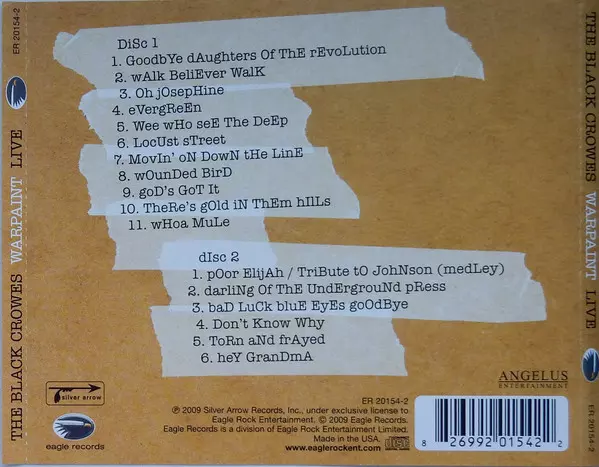 ER 20154-2
THE BLACK CROWES WARPAINT LIVE
DiSc 1
1. GoodbYe dAughters Of ThE rEvoLution
2. wAlk BeliEver WalK
3. Oh jOsepHine
4. eVergReEn
5. Wee wHo seE The DeEp
6. LocUst sTreet
7. MovIn' oN DowN tHe LinE
8. wOunDed BirD
9. goD's GoT It
10. TheRe's gOld iN ThEm hIlLs
11. wHoa MuLe
dIsc 2
1. pOor ElijAh / TriBute tO JohNson (medLey)
2. darliNg Of ThE UndErgrouNd pRess
3. baD LuCk bluE EyEs goOdbye
4. Don't Know Why
5. ToRn aNd frAyed
6. heY GranDmA
silver arrow
eagle records
ANGELUS
ENTERTAINMENT
ER 20154-2
℗ 2009 Silver Arrow Records, Inc., under exclusive license to
Eagle Rock Entertainment. © 2009 Eagle Records.
Eagle Records is a division of Eagle Rock Entertainment Limited.
Made in the USA.
www.eaglerockent.com
8 26992 01542 2
THE BLACK CROWES WARPAINT LIVE
ER 20154-2